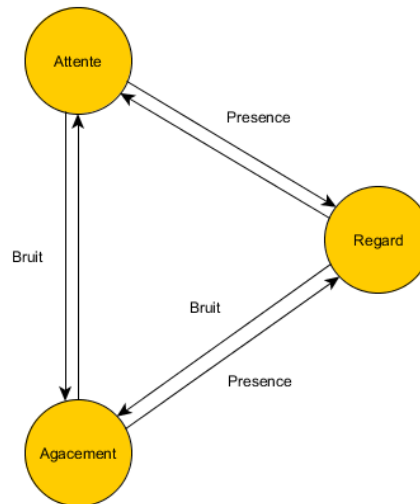 Attente
Presence
Regard
Bruit
Bruit
Presence
Agacement